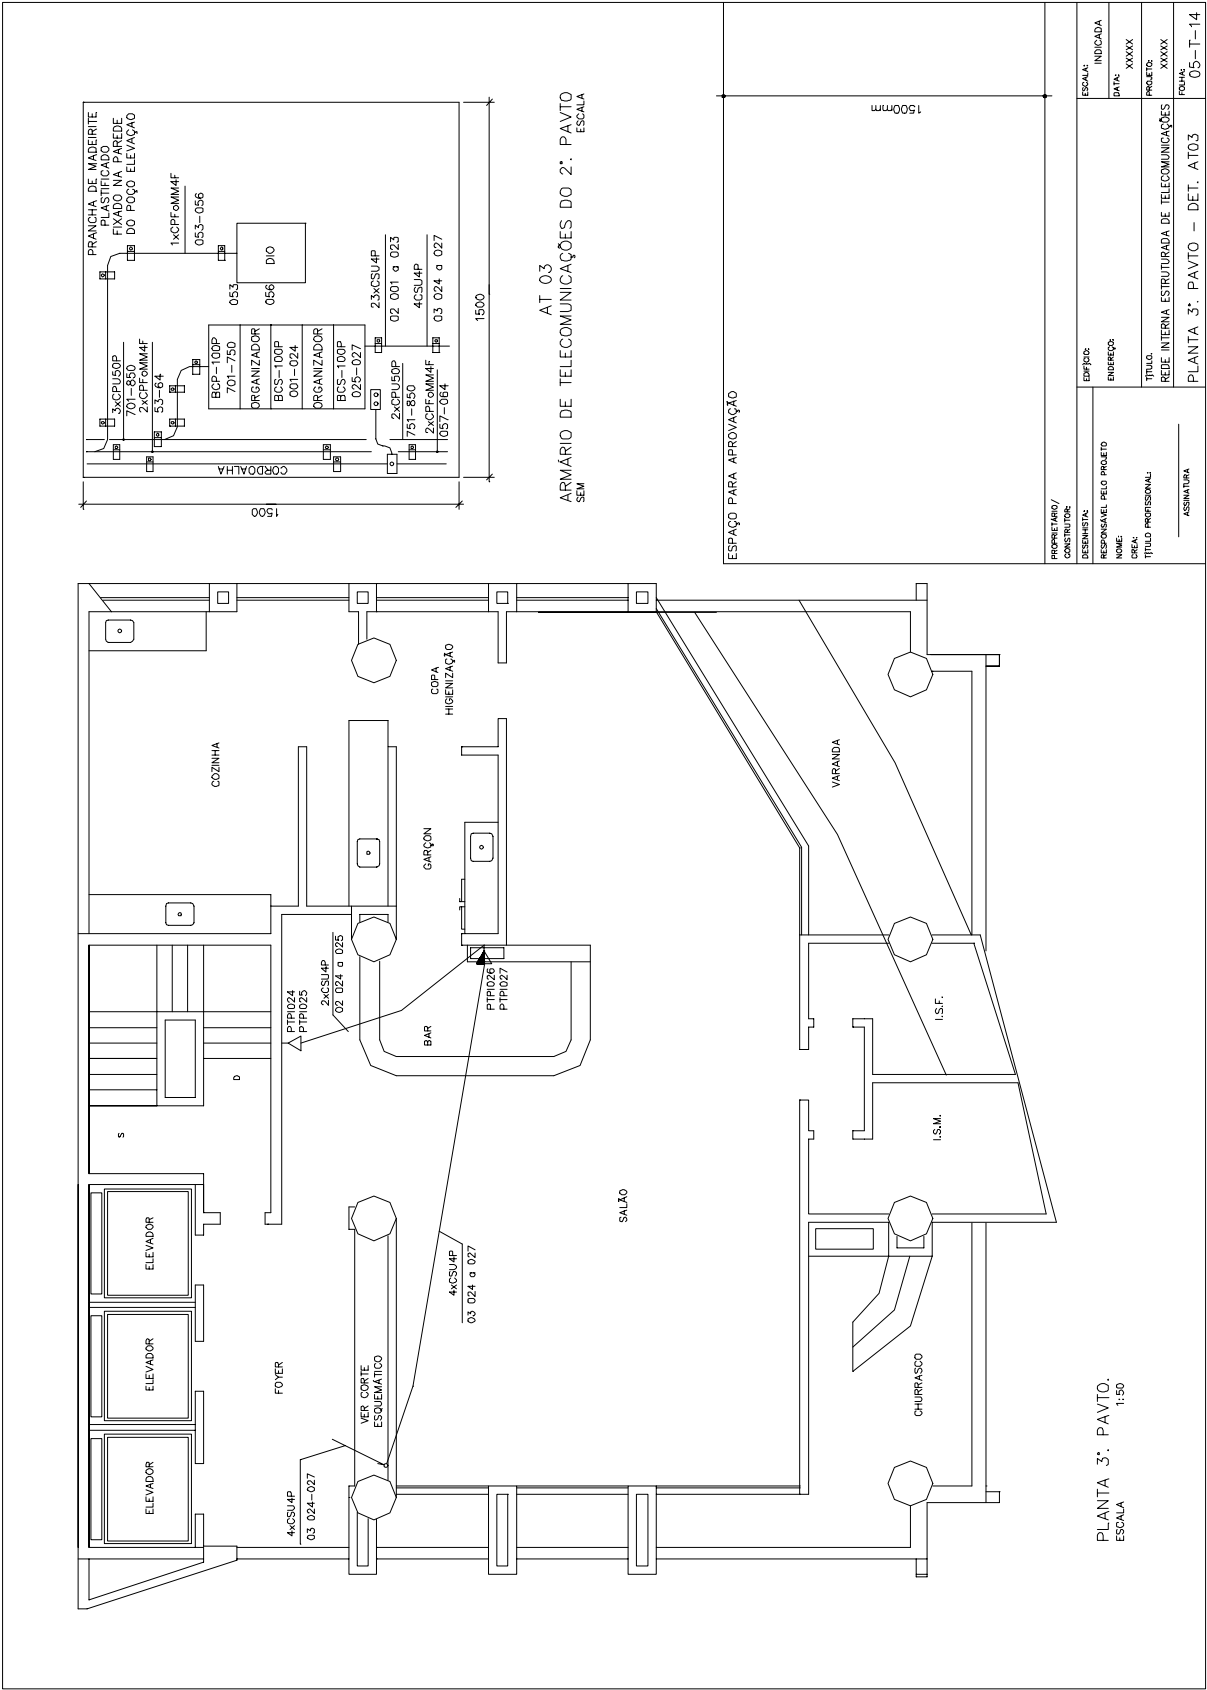 PRANCHA DE MADEIRITE
PLASTIFICADO
FIXADO NA PAREDE
DO POÇO ELEVAÇAO
1xCPFoMM4F
053-056
DIO
053
056
3xCPU50P
701-850
2xCPFoMM4F
53-64
BCP-100P
701-750
ORGANIZADOR
BCS-100P
001-024
ORGANIZADOR
BCS-100P
025-027
23xCSU4P
02 001 a 023
4CSU4P
03 024 a 027
2xCPU50P
751-850
2xCPFoMM4F
057-064
CORDOALHA
1500
1500
AT 03
ARMÁRIO DE TELECOMUNICAÇÕES DO 2°. PAVTO
SEM ESCALA
ESPAÇO PARA APROVAÇÃO
1500mm
PROPRIETÁRIO/
CONSTRUTOR:
DESENHISTA:
RESPONSÁVEL PELO PROJETO
NOME:
CREA:
TÍTULO PROFISSIONAL:
ASSINATURA
EDIFÍCIO:
ENDEREÇO:
TÍTULO.
REDE INTERNA ESTRUTURADA DE TELECOMUNICAÇÕES
PLANTA 3°. PAVTO - DET. AT03
ESCALA:
INDICADA
DATA:
XXXXX
PROJETO:
XXXXX
FOLHA:
05-T-14
COZINHA
COPA
HIGIENIZAÇÃO
GARÇON
VARANDA
PTPI024
PTPI025
2xCSU4P
02 024 a 025
BAR
PTPI026
PTPI027
D
S
I.S.F.
I.S.M.
SALÃO
ELEVADOR
ELEVADOR
ELEVADOR
FOYER
VER CORTE
ESQUEMÁTICO
4xCSU4P
03 024 a 027
4xCSU4P
03 024-027
CHURRASCO
PLANTA 3°. PAVTO.
ESCALA 1:50